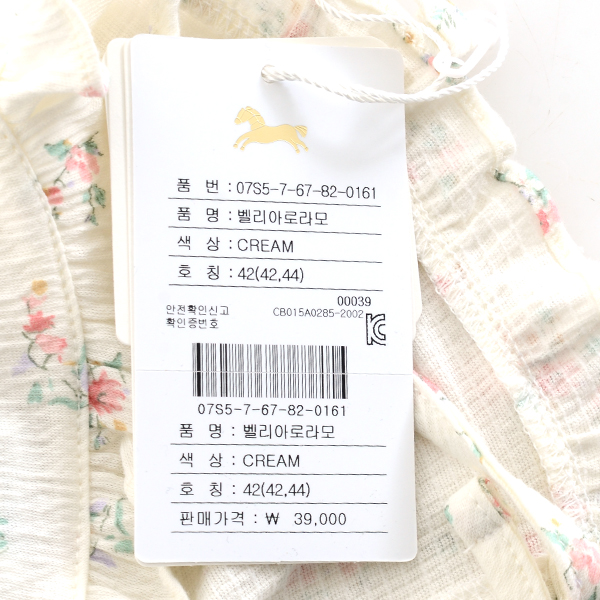 품 번 : 07S5-7-67-82-0161
품 명 : 벨리아로라모
색 상 : CREAM
호 칭 : 42(42,44)
00039
안전확인신고 CB015A0285-2002
확인증번호
07S5-7-67-82-0161
품 명 : 벨리아로라모
색 상 : CREAM
호 칭 : 42(42,44)
판매가격 : ₩ 39,000